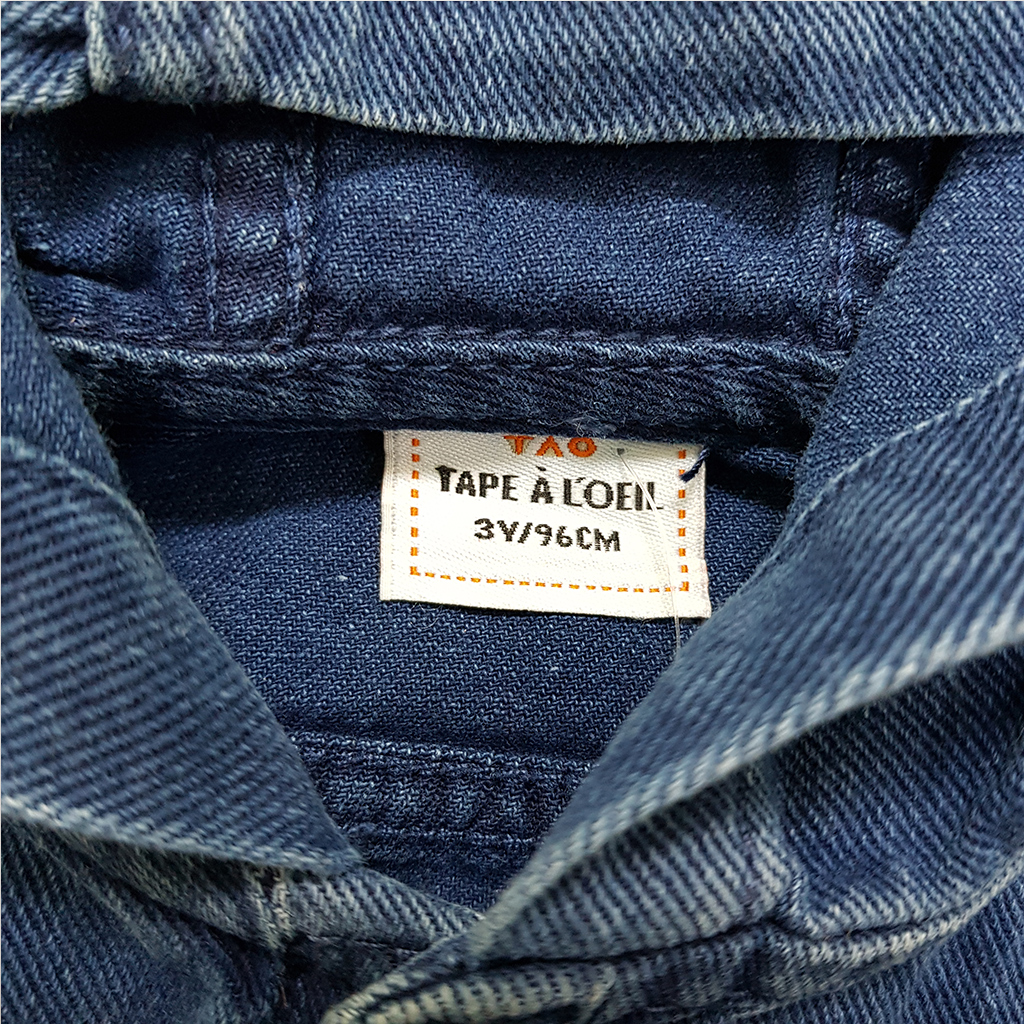 TAO
TAPE À L'OEIL
3Y/96CM